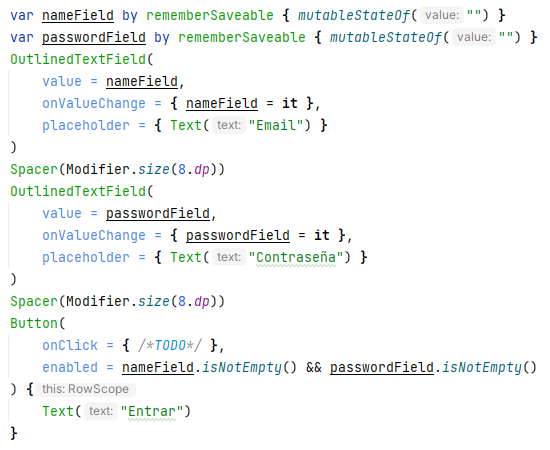 var nameField by rememberSaveable { mutableStateOf( value: "") }
var passwordField by rememberSaveable { mutableStateOf( value: "") }
OutlinedTextField(
    value = nameField,
    onValueChange = { nameField = it },
    placeholder = { Text( text: "Email") }
)
Spacer(Modifier.size(8.dp))
OutlinedTextField(
    value = passwordField,
    onValueChange = { passwordField = it },
    placeholder = { Text( text: "Contraseña") }
)
Spacer(Modifier.size(8.dp))
Button(
    onClick = { /*TODO*/ },
    enabled = nameField.isNotEmpty() && passwordField.isNotEmpty()
) { this: RowScope
    Text( text: "Entrar")
}